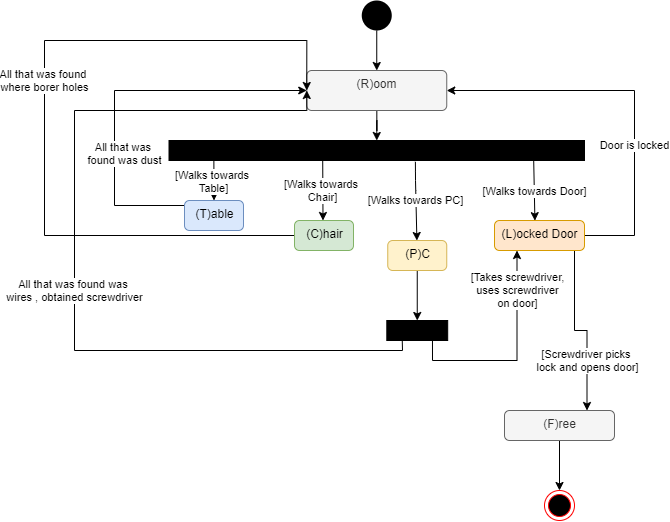 (R)oom
All that was found
where borer holes
All that was
found was dust
Door is locked
[Walks towards
Table]
[Walks towards
Chair]
[Walks towards PC]
[Walks towards Door]
(T)able
(C)hair
(L)ocked Door
(P)C
All that was found was
wires , obtained screwdriver
[Takes screwdriver,
uses screwdriver
on door]
[Screwdriver picks
lock and opens door]
(F)ree